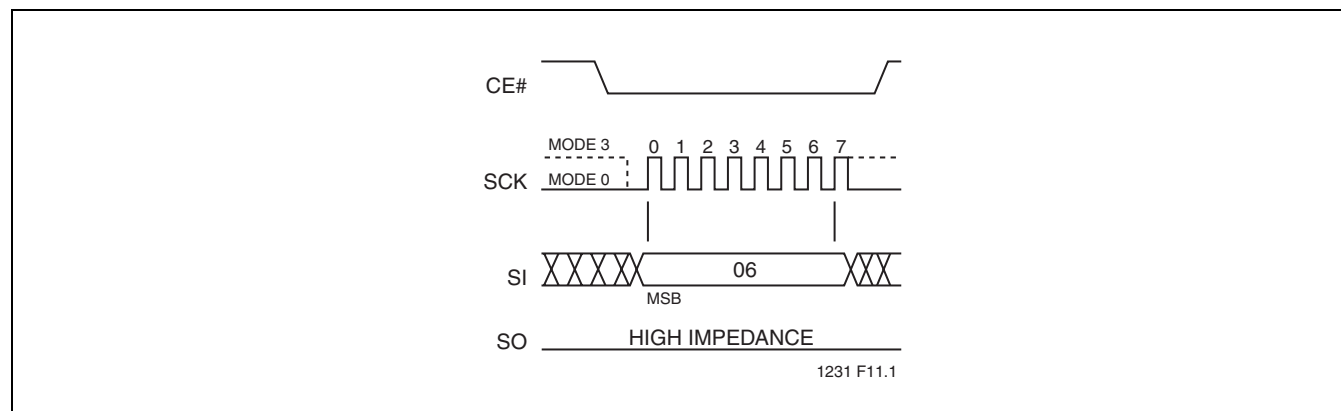 CE#
MODE 3
0 1 2 3 4 5 6 7
SCK
MODE 0
SI
06
MSB
SO
HIGH IMPEDANCE
1231 F11.1